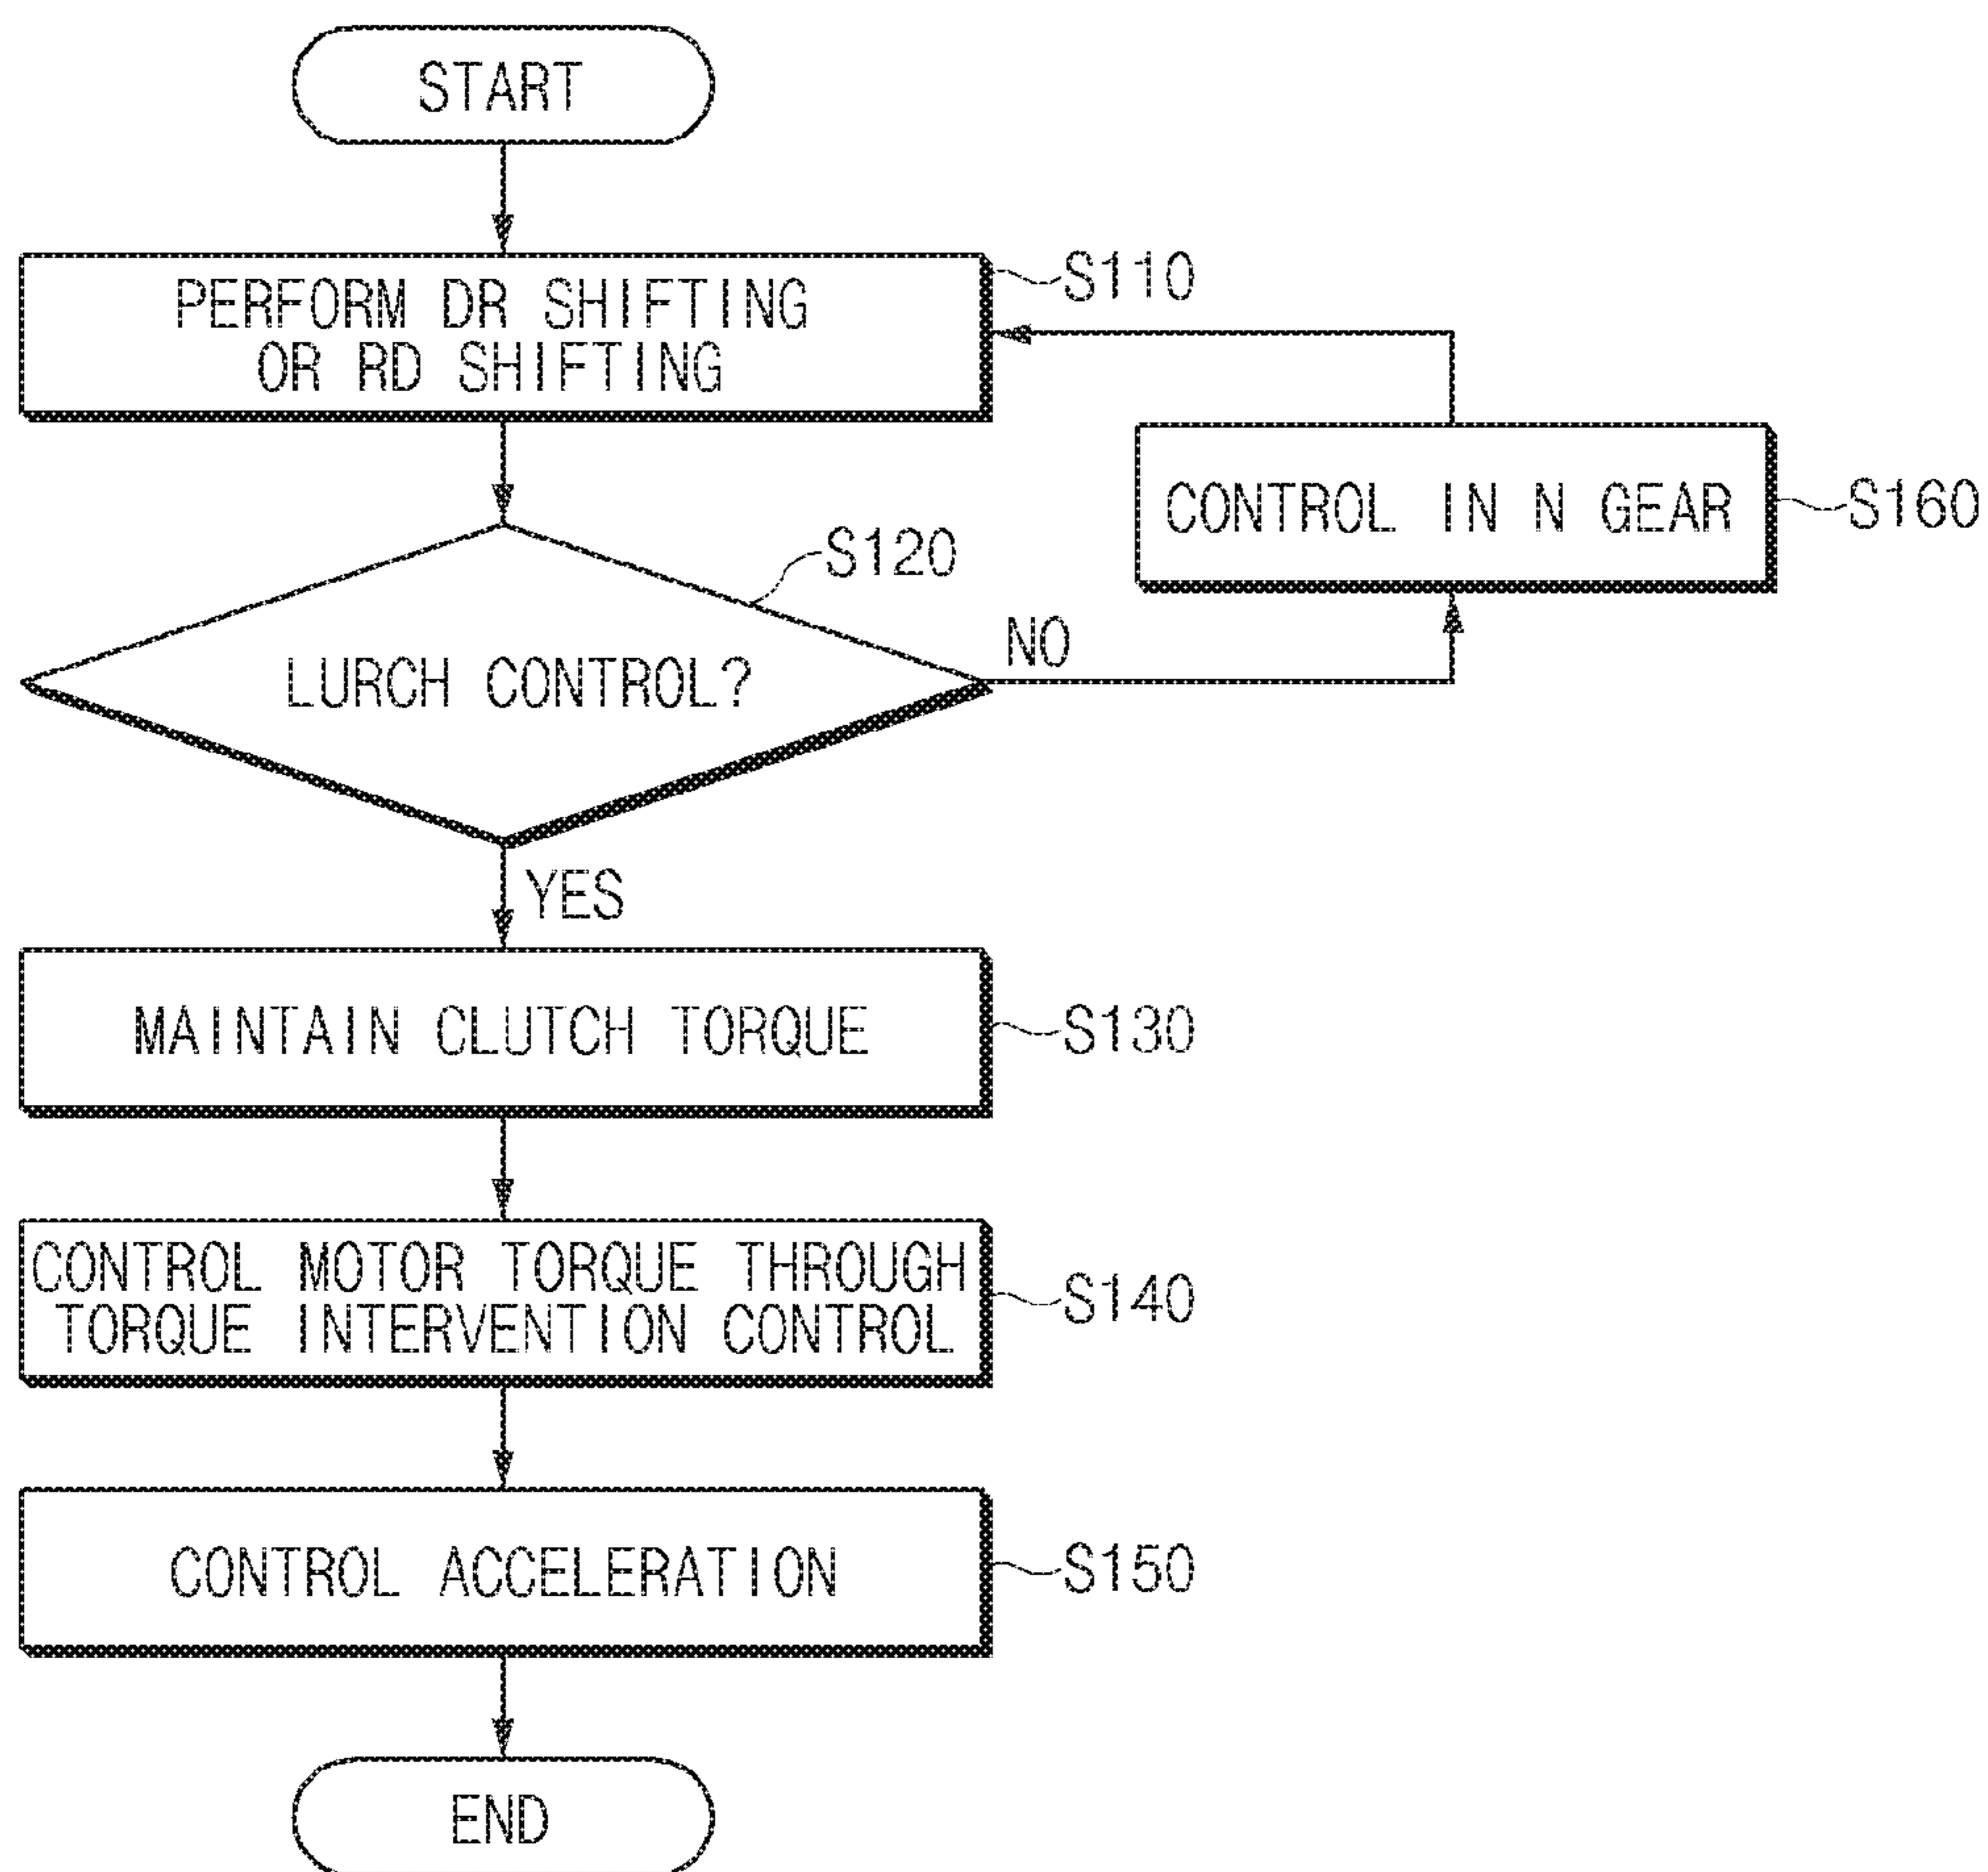 START
PERFORM DR SHIFTING
OR RD SHIFTING
S110
CONTROL IN N GEAR
S160
S120
LURCH CONTROL?
NO
YES
MAINTAIN CLUTCH TORQUE
S130
CONTROL MOTOR TORQUE THROUGH
TORQUE INTERVENTION CONTROL
S140
CONTROL ACCELERATION
S150
END